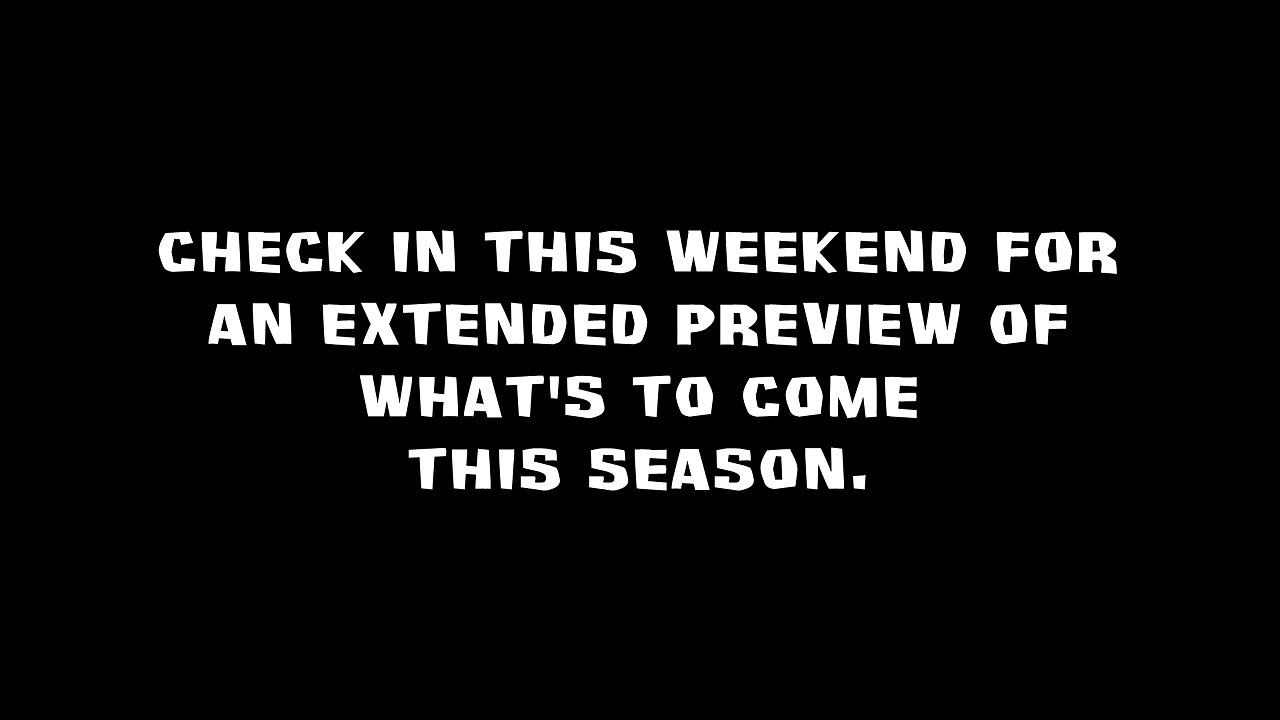 CHECK IN THIS WEEKEND FOR
AN EXTENDED PREVIEW OF
WHAT'S TO COME
THIS SEASON.